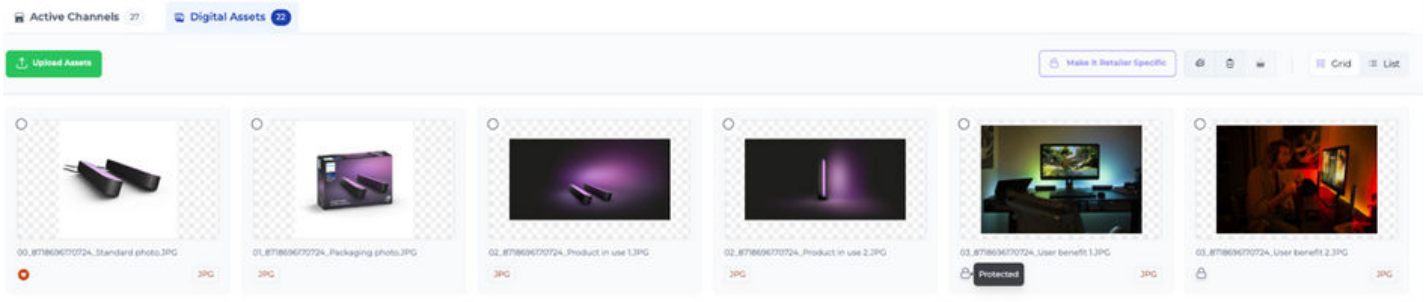 Active Channels 27 Digital Assets 22
Upload Assets Make it Retailer Specific Grid List
00_8718696170724_Standard photo.JPG 01_8718696170724_Packaging photo.JPG 02_8718696170724_Product in use 1.JPG 02_8718696170724_Product in use 2.JPG 03_8718696170724_User benefit 1.JPG 03_8718696170724_User benefit 2.JPG
JPG JPG JPG JPG Protected JPG JPG